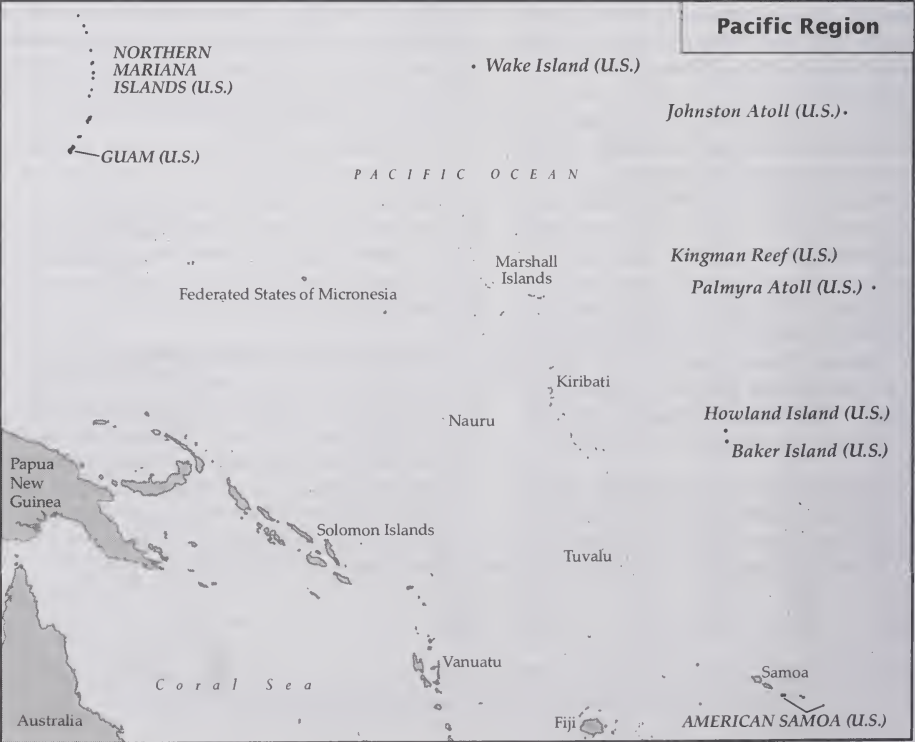 Pacific Region
NORTHERN
MARIANA
ISLANDS (U.S.)
Wake Island (U.S.)
Johnston Atoll (U.S.)
GUAM (U.S.)
PACIFIC OCEAN
Marshall
Islands
Kingman Reef (U.S.)
Palmyra Atoll (U.S.)
Federated States of Micronesia
Kiribati
Nauru
Howland Island (U.S.)
Baker Island (U.S.)
Papua
New
Guinea
Solomon Islands
Tuvalu
Vanuatu
Samoa
Coral Sea
Australia
Fiji
AMERICAN SAMOA (U.S.)